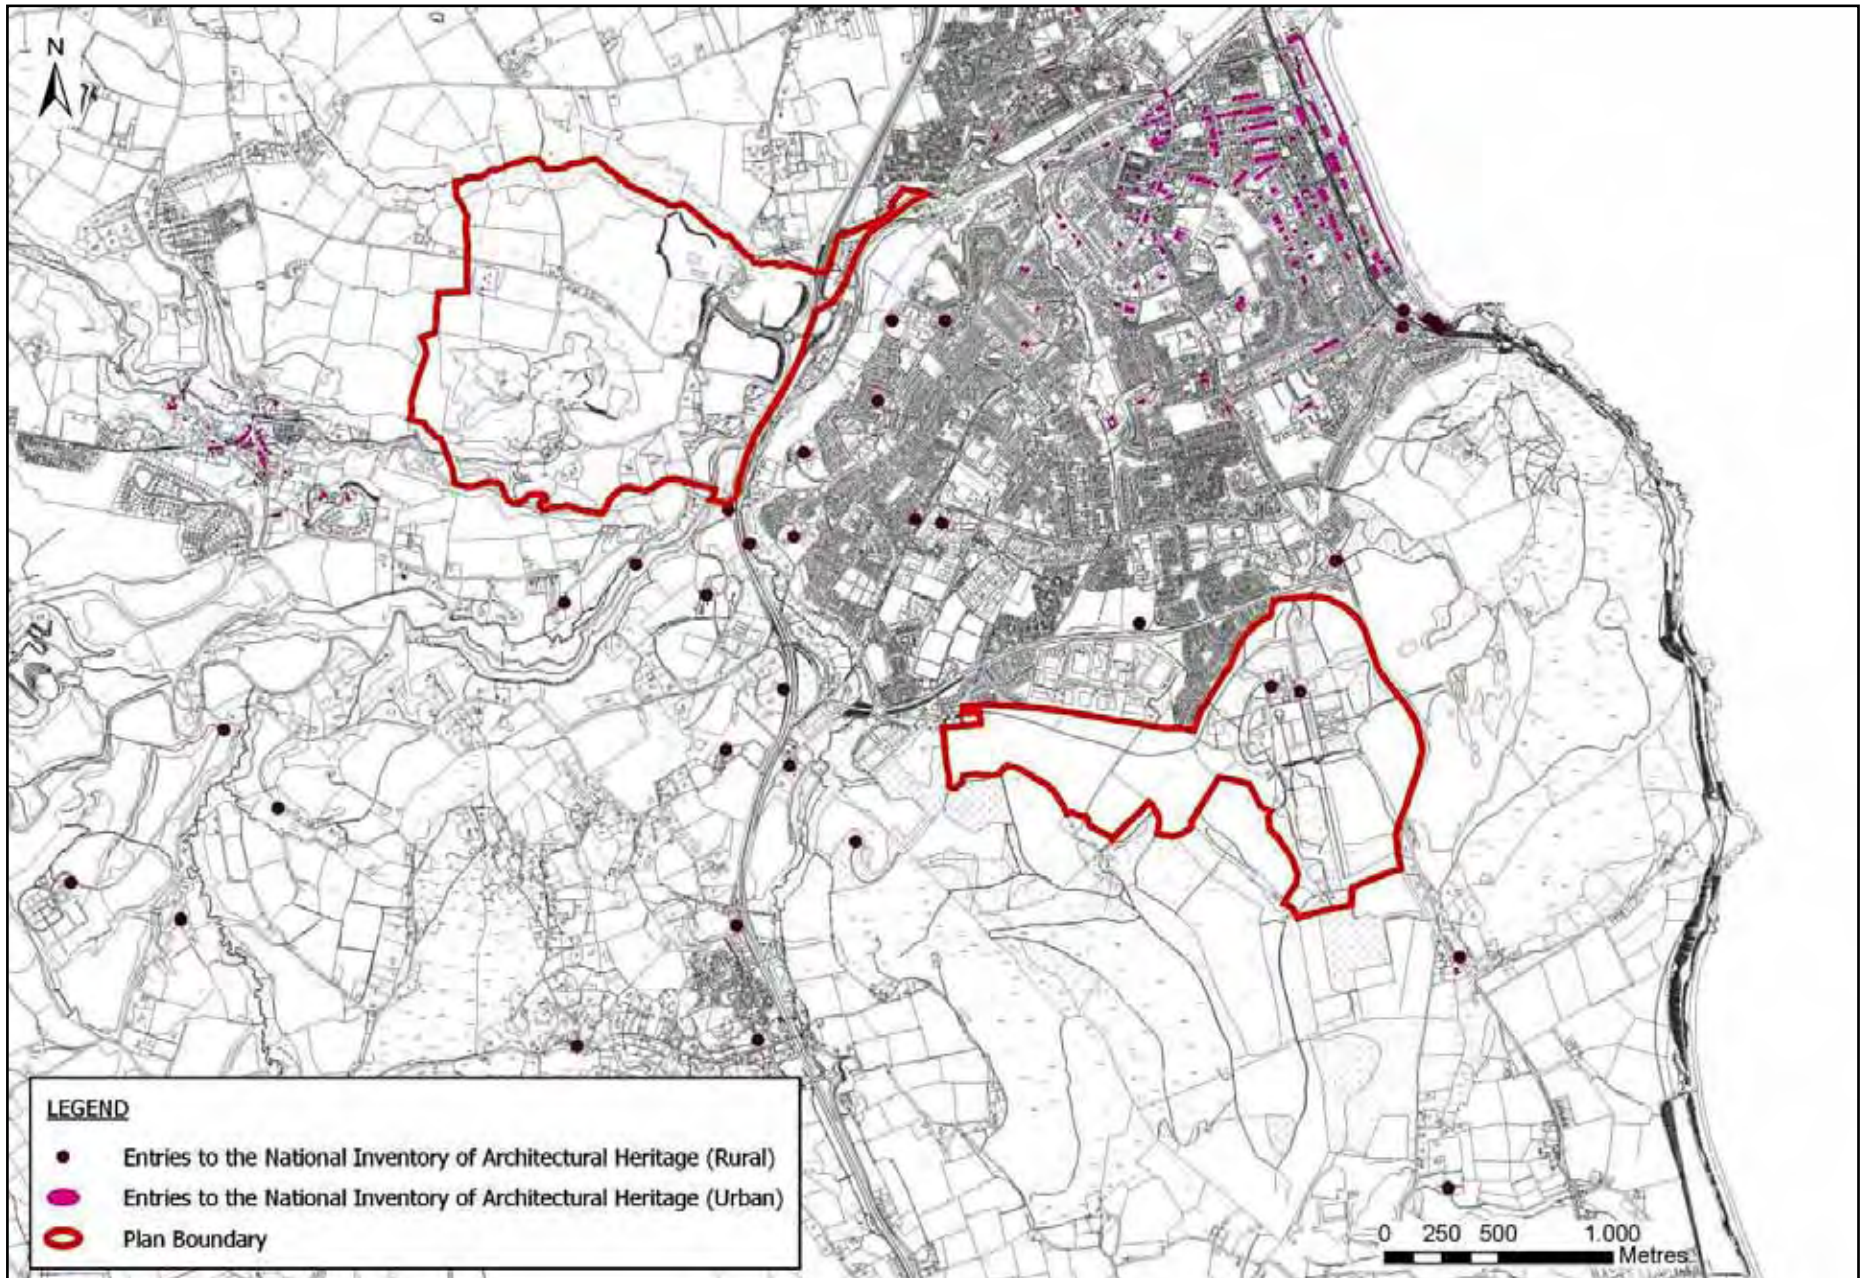 N
LEGEND
Entries to the National Inventory of Architectural Heritage (Rural)
Entries to the National Inventory of Architectural Heritage (Urban)
Plan Boundary
0 250 500 1.000
Metres